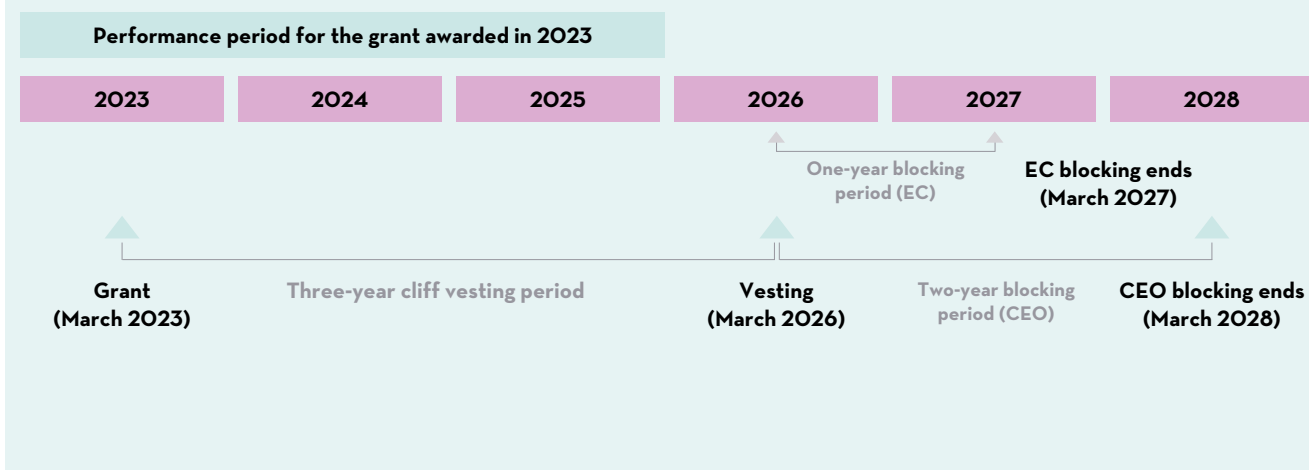 Performance period for the grant awarded in 2023
2023
2024
2025
2026
2027
2028
One-year blocking
period (EC)
EC blocking ends
(March 2027)
Grant
(March 2023)
Three-year cliff vesting period
Vesting
(March 2026)
Two-year blocking
period (CEO)
CEO blocking ends
(March 2028)